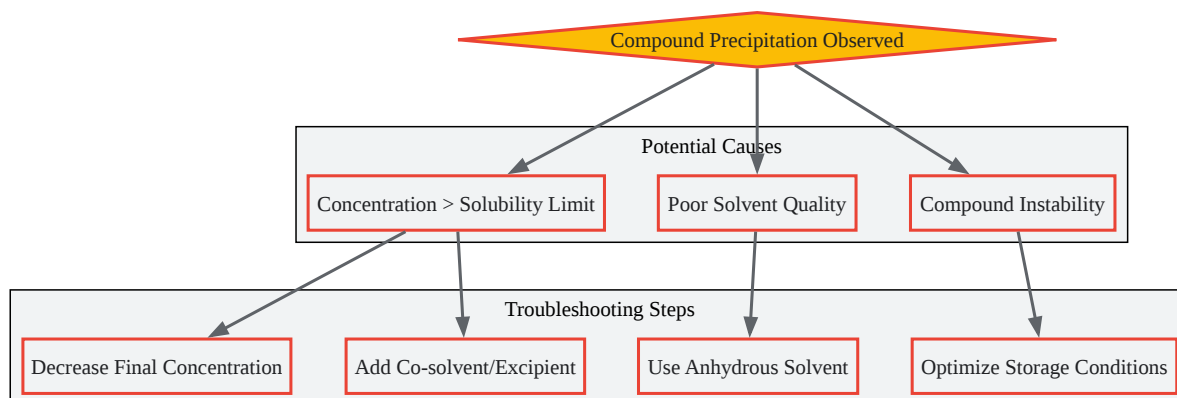 Compound Precipitation Observed
Potential Causes
Concentration > Solubility Limit
Poor Solvent Quality
Compound Instability
Troubleshooting Steps
Decrease Final Concentration
Add Co-solvent/Excipient
Use Anhydrous Solvent
Optimize Storage Conditions